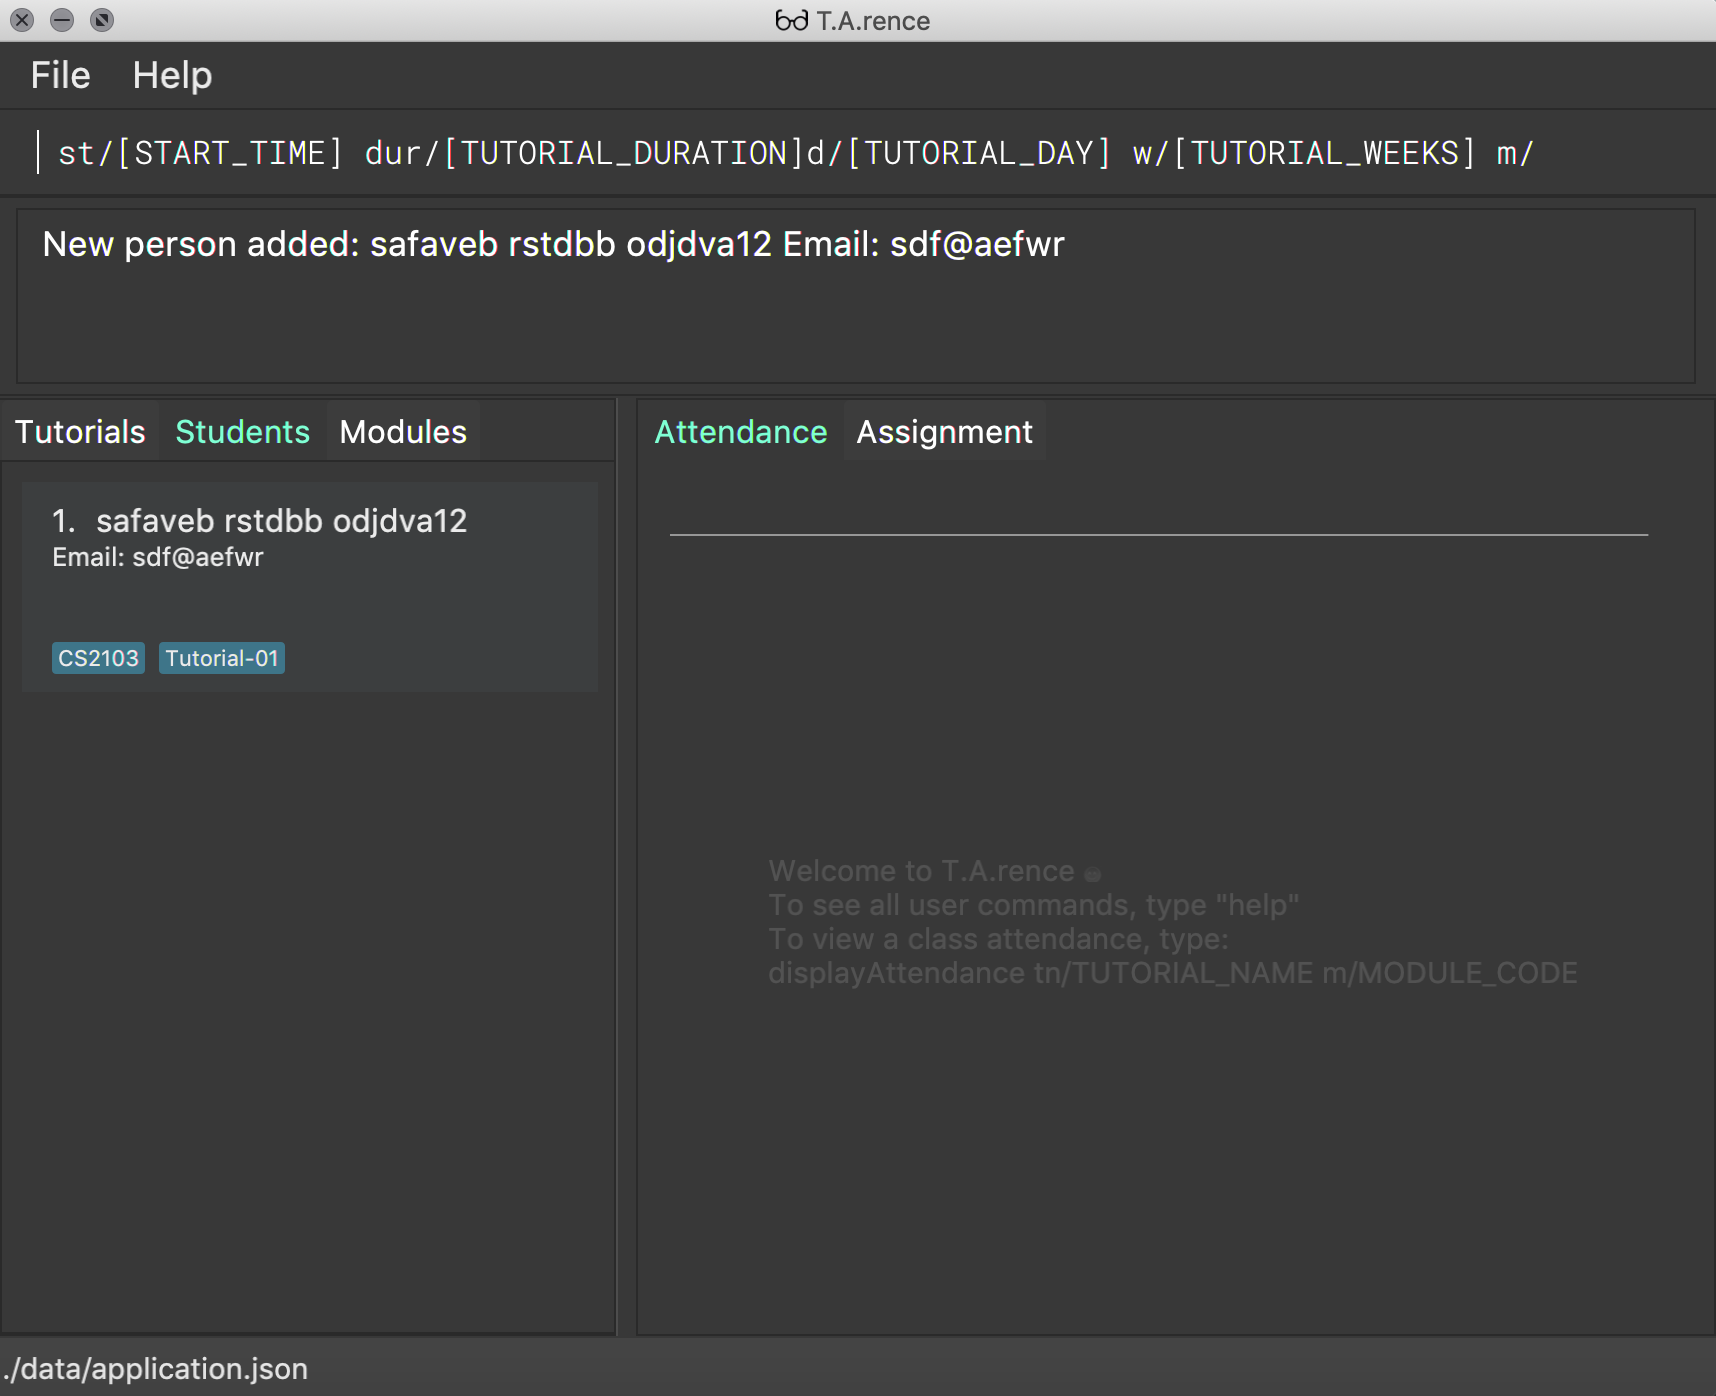 T.A.rence
File Help
st/[START_TIME] dur/[TUTORIAL_DURATION]d/[TUTORIAL_DAY] w/[TUTORIAL_WEEKS] m/
New person added: safaveb rstdbb odjdva12 Email: sdf@aefwr
Tutorials Students Modules
Attendance Assignment
1. safaveb rstdbb odjdva12
Email: sdf@aefwr
CS2103 Tutorial-01
Welcome to T.A.rence
To see all user commands, type "help"
To view a class attendance, type:
displayAttendance tn/TUTORIAL_NAME m/MODULE_CODE
./data/application.json